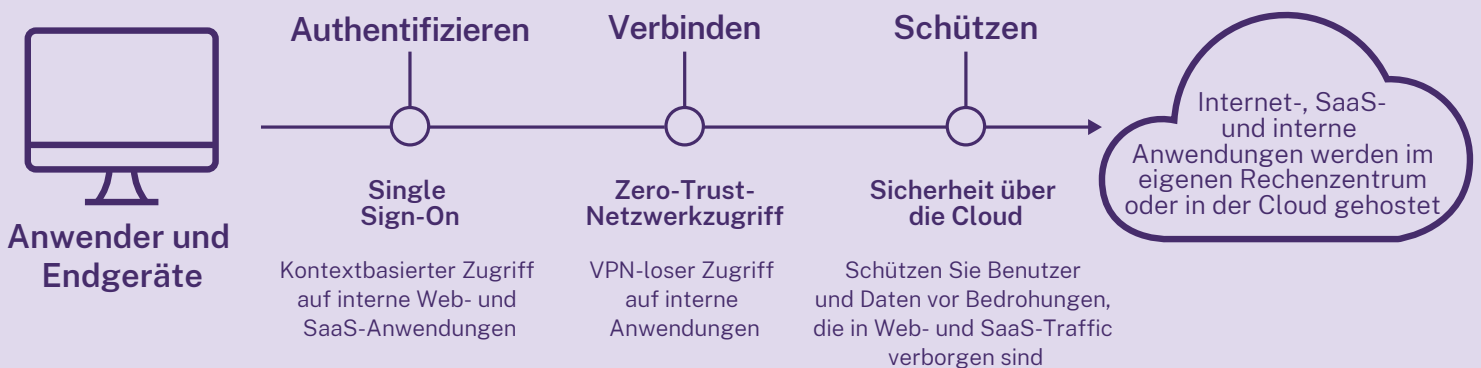 Anwender und
Endgeräte
Authentifizieren
Single
Sign-On
Kontextbasierter Zugriff
auf interne Web- und
SaaS-Anwendungen
Verbinden
Zero-Trust-
Netzwerkzugriff
VPN-loser Zugriff
auf interne
Anwendungen
Schützen
Sicherheit über
die Cloud
Schützen Sie Benutzer
und Daten vor Bedrohungen,
die in Web- und SaaS-Traffic
verborgen sind
Internet-, SaaS-
und interne
Anwendungen werden im
eigenen Rechenzentrum
oder in der Cloud gehostet